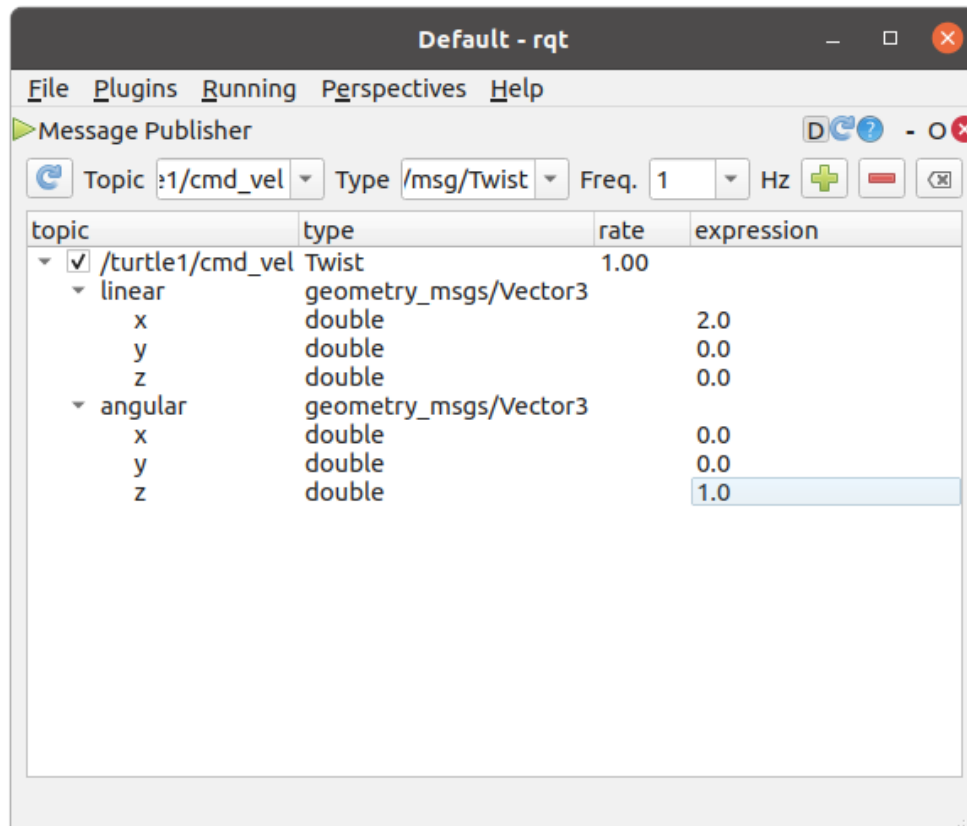 Default - rqt
File Plugins Running Perspectives Help
Message Publisher D ? - O
Topic e1/cmd_vel Type /msg/Twist Freq. 1 Hz
topic type rate expression
/turtle1/cmd_vel Twist 1.00
linear geometry_msgs/Vector3
x double 2.0
y double 0.0
z double 0.0
angular geometry_msgs/Vector3
x double 0.0
y double 0.0
z double 1.0